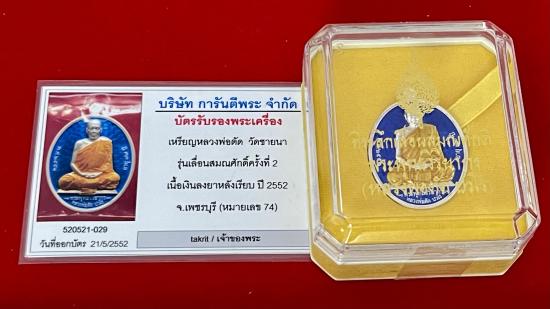 บริษัท การันตีพระ จำกัด
บัตรรับรองพระเครื่อง
เหรียญหลวงพ่อตัด วัดชายนา
รุ่นเลื่อนสมณศักดิ์ครั้งที่ 2
เนื้อเงินลงยาหลังเรียบ ปี 2552
จ.เพชรบุรี (หมายเลข 74)
520521-029
วันที่ออกบัตร 21/5/2552
takrit / เจ้าของพระ